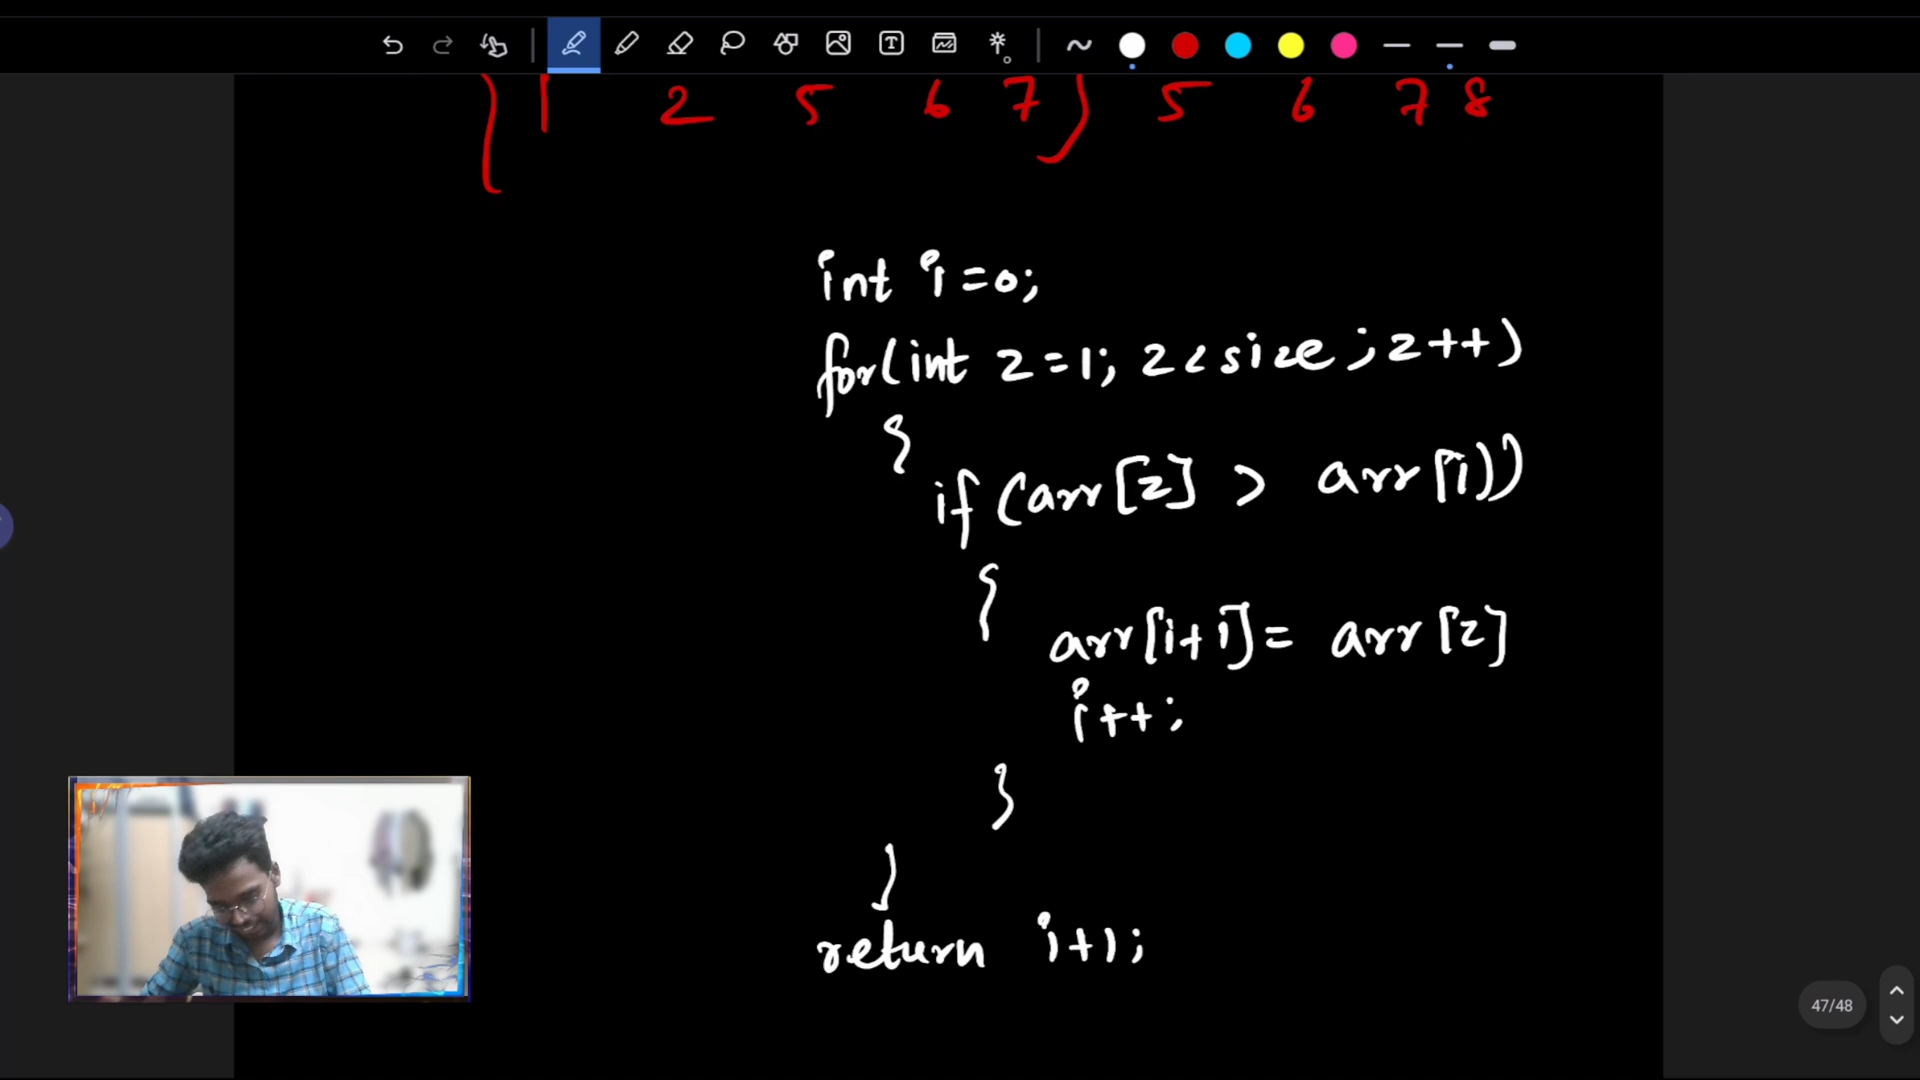 { 1 2 5 6 7 } 5 6 7 8
int i=0;
for(int z=1; z<size; z++)
{
if (arr[z] > arr[i])
{
arr[i+1]= arr[z]
i++;
}
}
return i+1;
47/48